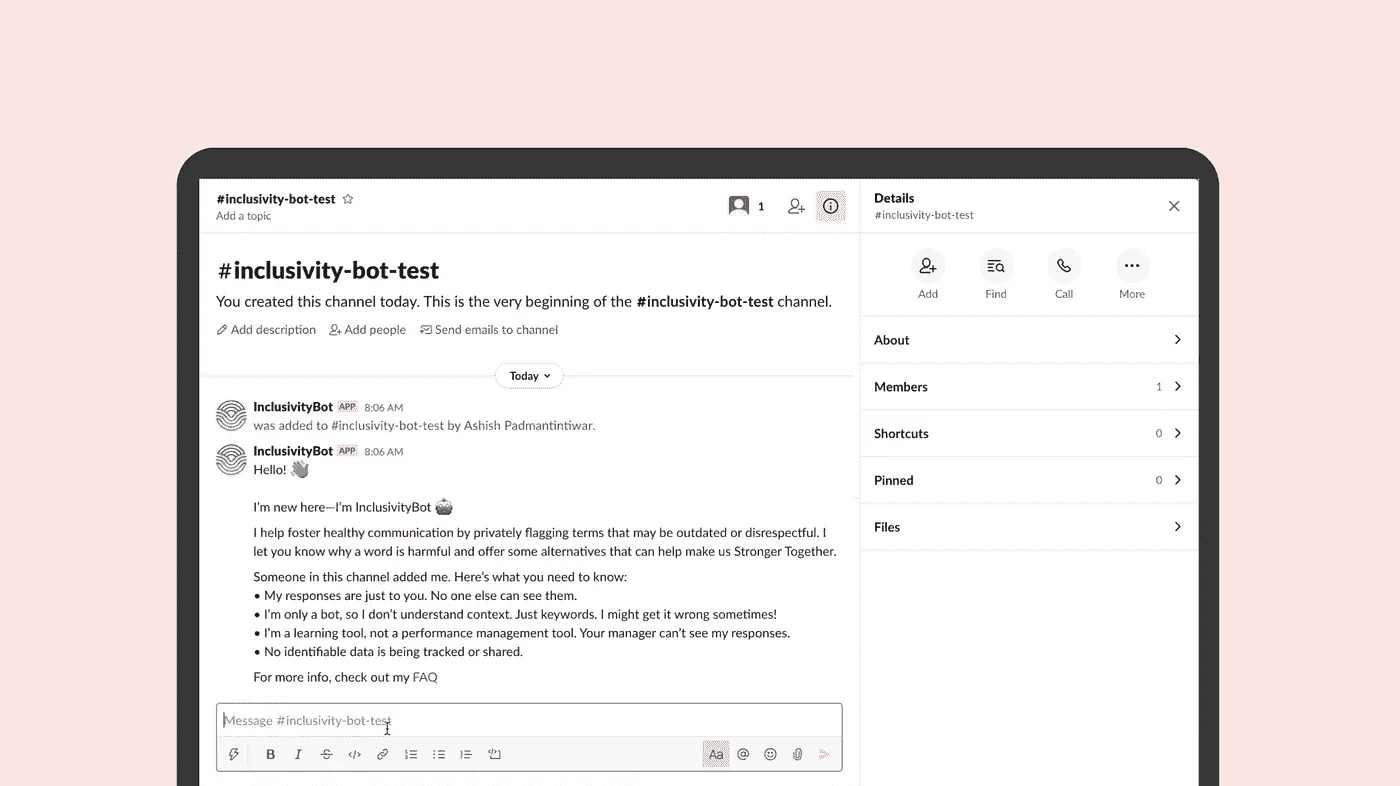 #inclusivity-bot-test
Add a topic
1
#inclusivity-bot-test
You created this channel today. This is the very beginning of the #inclusivity-bot-test channel.
Add description
Add people
Send emails to channel
Today
InclusivityBot APP 8:06 AM
was added to #inclusivity-bot-test by Ashish Padmantintiwar.
InclusivityBot APP 8:06 AM
Hello!
I'm new here—I'm InclusivityBot
I help foster healthy communication by privately flagging terms that may be outdated or disrespectful. I
let you know why a word is harmful and offer some alternatives that can help make us Stronger Together.
Someone in this channel added me. Here's what you need to know:
• My responses are just to you. No one else can see them.
• I'm only a bot, so I don't understand context. Just keywords. I might get it wrong sometimes!
• I'm a learning tool, not a performance management tool. Your manager can't see my responses.
• No identifiable data is being tracked or shared.
For more info, check out my FAQ
Message #inclusivity-bot-test
B I S Aa @
Details
#inclusivity-bot-test
Add
Find
Call
More
About
Members 1
Shortcuts 0
Pinned 0
Files